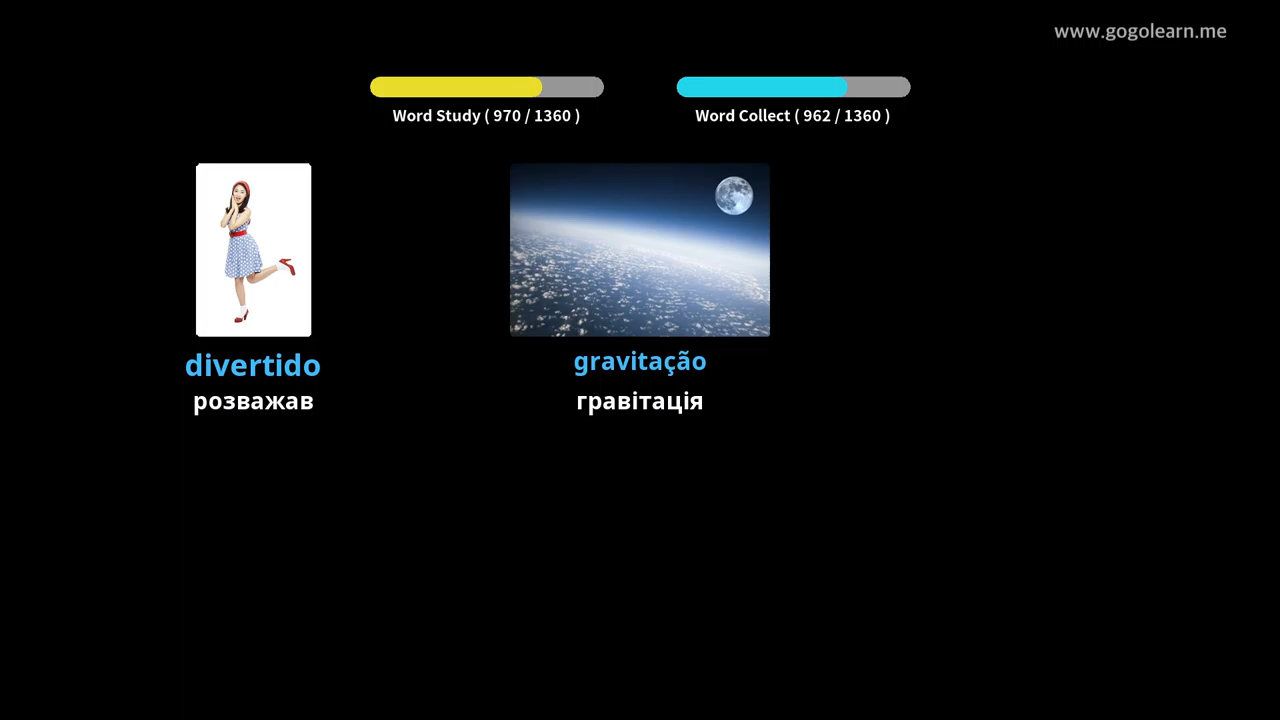 www.gogolearn.me
Word Study ( 970 / 1360 )
Word Collect ( 962 / 1360 )
divertido
розважав
gravitação
гравітація